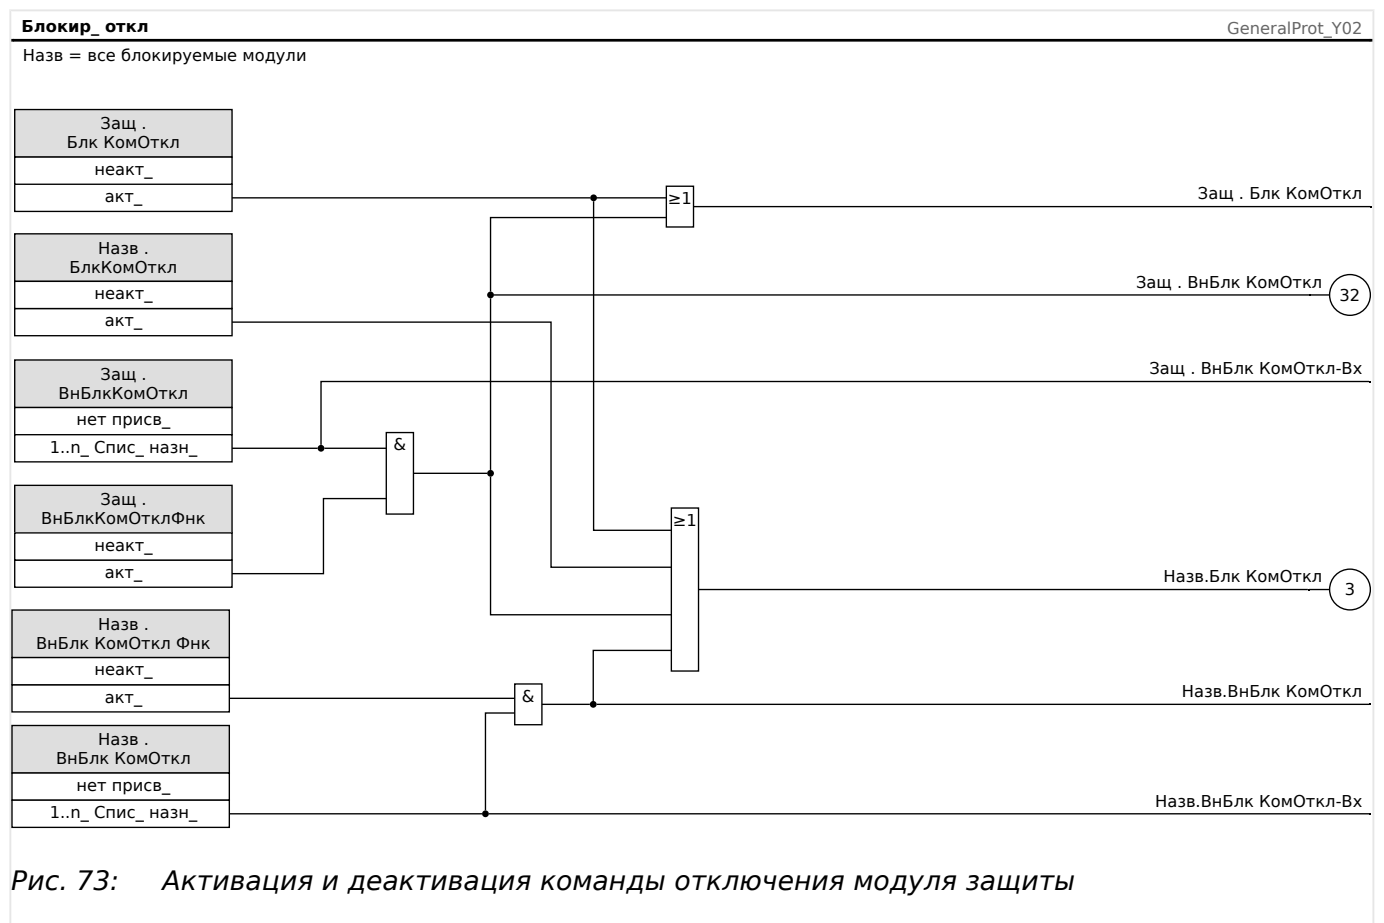 Блокир_ откл
GeneralProt_Y02
Назв = все блокируемые модули
Защ .
Блк КомОткл
неакт_
акт_
≥1
Защ . Блк КомОткл
Назв .
БлкКомОткл
неакт_
акт_
Защ . ВнБлк КомОткл
32
Защ .
ВнБлкКомОткл
нет присв_
1..n_ Спис_ назн_
Защ . ВнБлк КомОткл-Вх
&
Защ .
ВнБлкКомОтклФнк
неакт_
акт_
≥1
Назв.Блк КомОткл
3
Назв .
ВнБлк КомОткл Фнк
неакт_
акт_
&
Назв.ВнБлк КомОткл
Назв .
ВнБлк КомОткл
нет присв_
1..n_ Спис_ назн_
Назв.ВнБлк КомОткл-Вх
Рис. 73: Активация и деактивация команды отключения модуля защиты